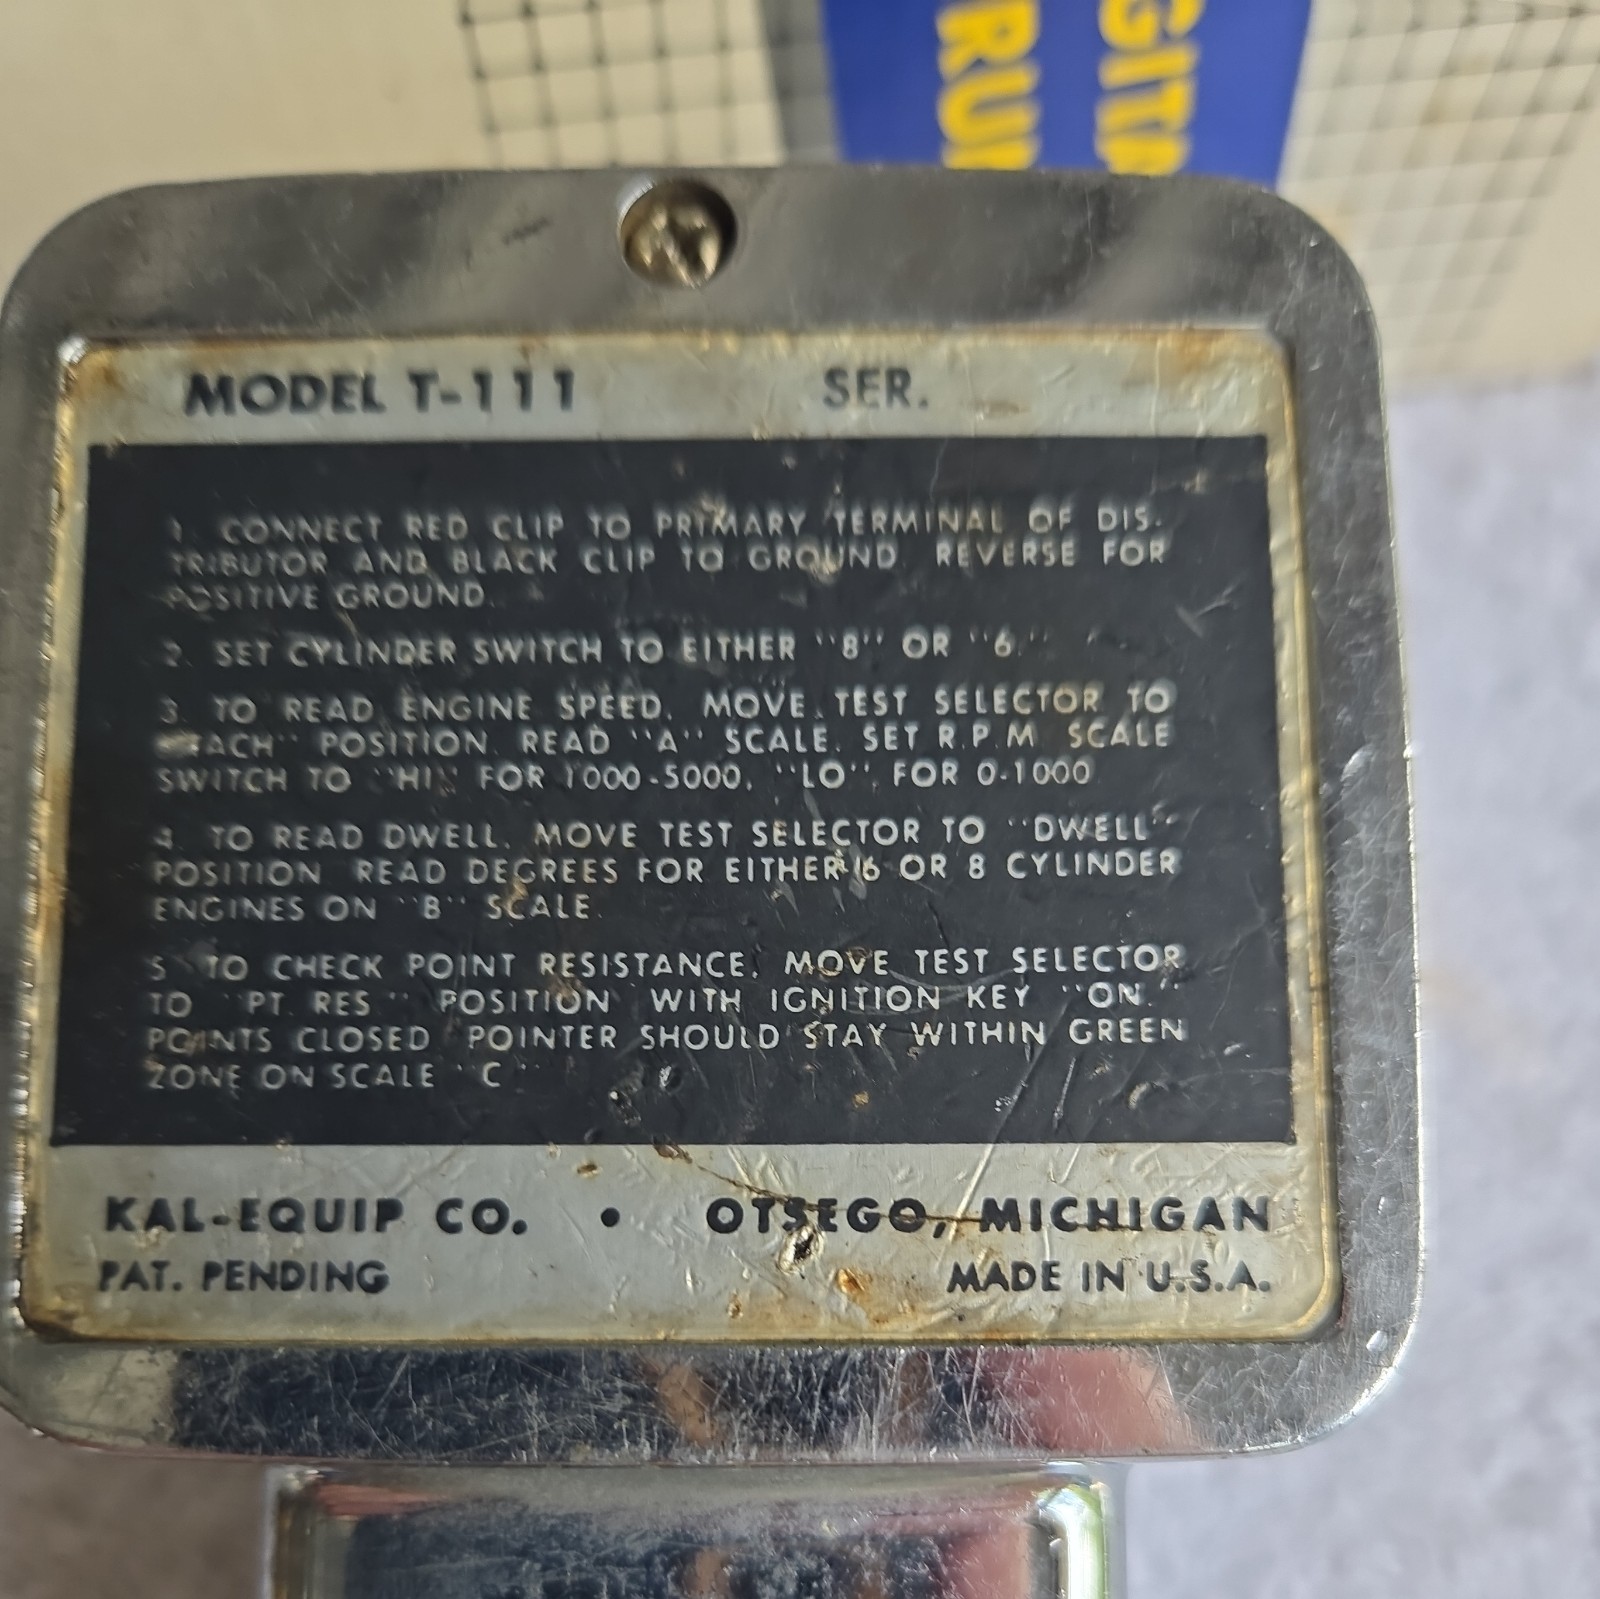 MODEL T-111 SER.
1. CONNECT RED CLIP TO PRIMARY TERMINAL OF DIS-
TRIBUTOR AND BLACK CLIP TO GROUND. REVERSE FOR
POSITIVE GROUND.
2. SET CYLINDER SWITCH TO EITHER "8" OR "6."
3. TO READ ENGINE SPEED, MOVE TEST SELECTOR TO
"TACH" POSITION. READ "A" SCALE. SET R.P.M. SCALE
SWITCH TO "HI" FOR 1000-5000, "LO" FOR 0-1000
4. TO READ DWELL, MOVE TEST SELECTOR TO "DWELL"
POSITION. READ DEGREES FOR EITHER 6 OR 8 CYLINDER
ENGINES ON "B" SCALE.
5. TO CHECK POINT RESISTANCE, MOVE TEST SELECTOR
TO "PT. RES." POSITION WITH IGNITION KEY "ON."
POINTS CLOSED POINTER SHOULD STAY WITHIN GREEN
ZONE ON SCALE "C"
KAL-EQUIP CO. • OTSEGO, MICHIGAN
PAT. PENDING MADE IN U.S.A.